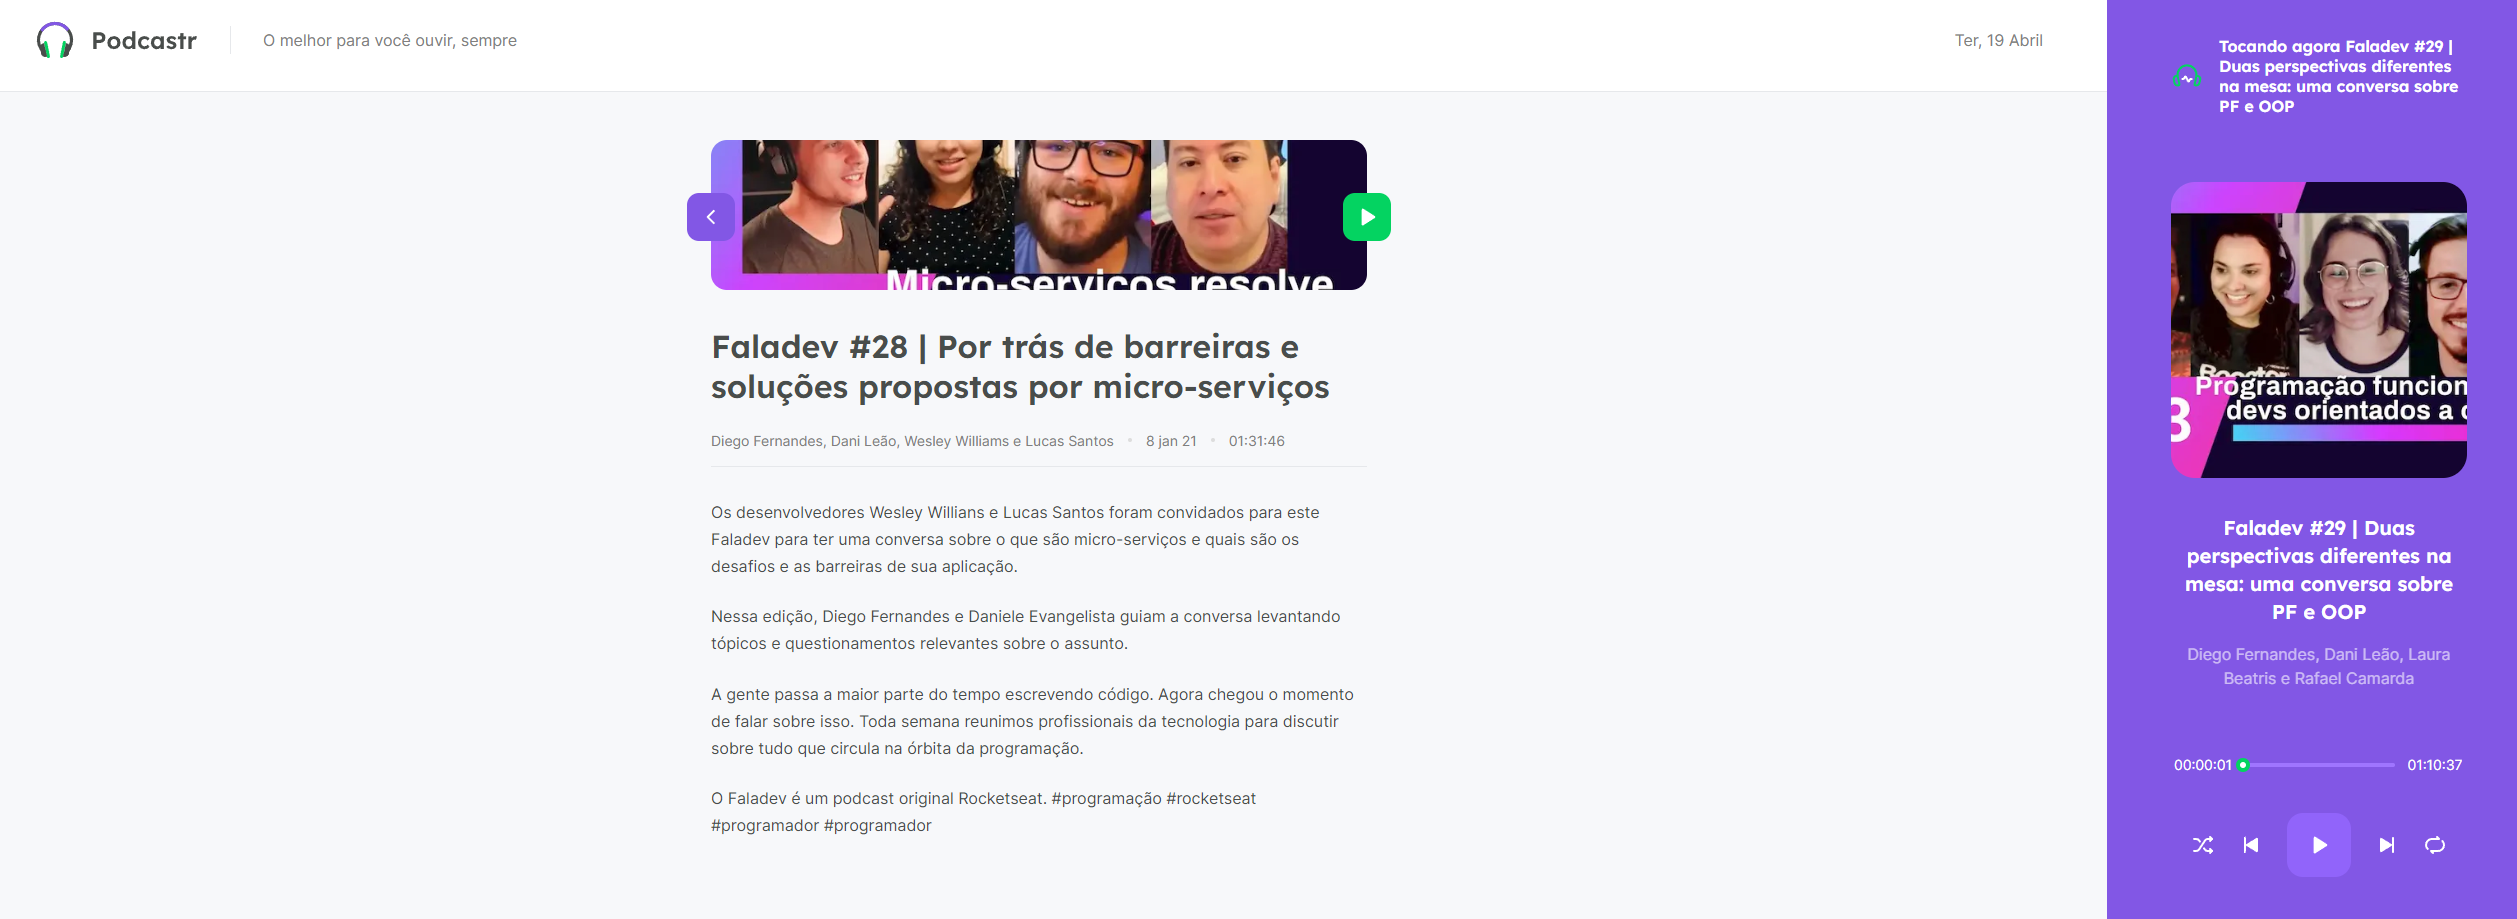 Podcastr
O melhor para você ouvir, sempre
Ter, 19 Abril
Micro-serviços resolve
Faladev #28 | Por trás de barreiras e
soluções propostas por micro-serviços
Diego Fernandes, Dani Leão, Wesley Williams e Lucas Santos • 8 jan 21 • 01:31:46
Os desenvolvedores Wesley Willians e Lucas Santos foram convidados para este
Faladev para ter uma conversa sobre o que são micro-serviços e quais são os
desafios e as barreiras de sua aplicação.
Nessa edição, Diego Fernandes e Daniele Evangelista guiam a conversa levantando
tópicos e questionamentos relevantes sobre o assunto.
A gente passa a maior parte do tempo escrevendo código. Agora chegou o momento
de falar sobre isso. Toda semana reunimos profissionais da tecnologia para discutir
sobre tudo que circula na órbita da programação.
O Faladev é um podcast original Rocketseat. #programação #rocketseat
#programador #programador
Tocando agora Faladev #29 |
Duas perspectivas diferentes
na mesa: uma conversa sobre
PF e OOP
Programação funcion
devs orientados a
3
Faladev #29 | Duas
perspectivas diferentes na
mesa: uma conversa sobre
PF e OOP
Diego Fernandes, Dani Leão, Laura
Beatris e Rafael Camarda
00:00:01
01:10:37